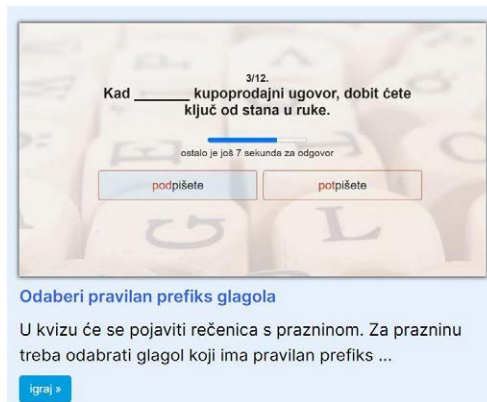 3/12.
Kad _______ kupoprodajni ugovor, dobit ćete
ključ od stana u ruke.
ostalo je još 7 sekunda za odgovor
podpišete
potpišete
Odaberi pravilan prefiks glagola
U kvizu će se pojaviti rečenica s prazninom. Za prazninu
treba odabrati glagol koji ima pravilan prefiks ...
igraj »